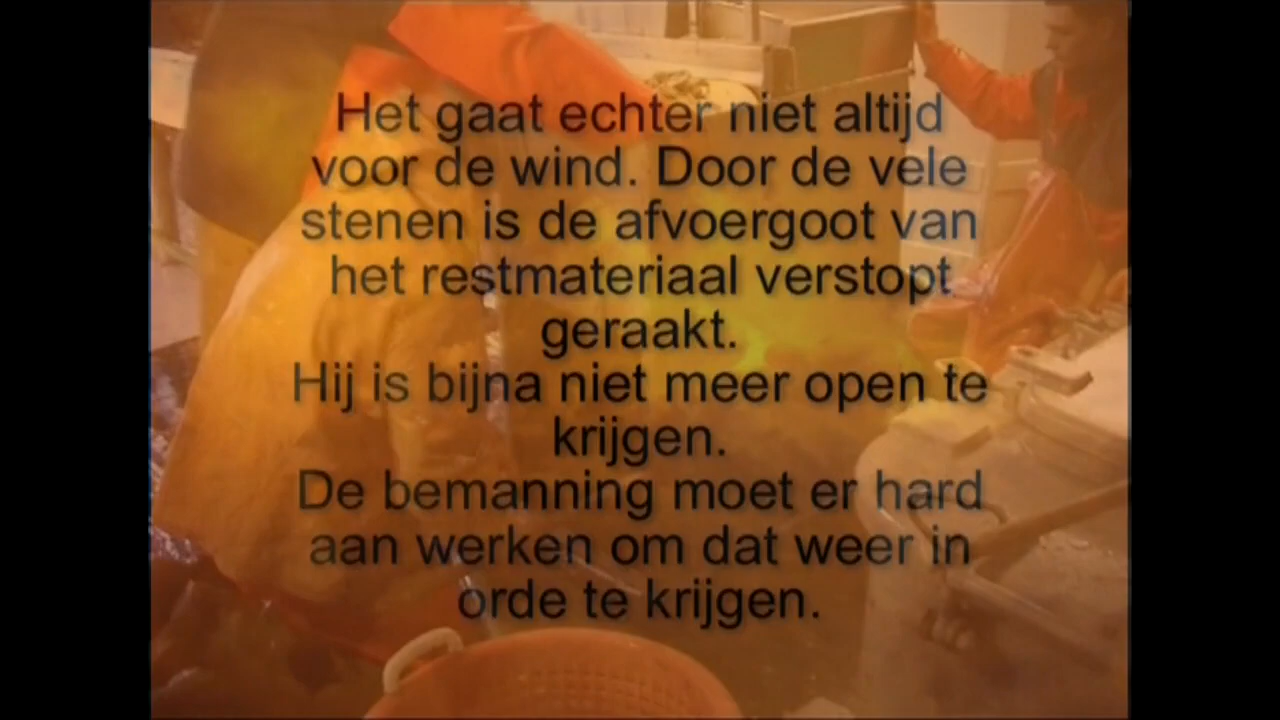 Het gaat echter niet altijd
voor de wind. Door de vele
stenen is de afvoergoot van
het restmateriaal verstopt
geraakt.
Hij is bijna niet meer open te
krijgen.
De bemanning moet er hard
aan werken om dat weer in
orde te krijgen.